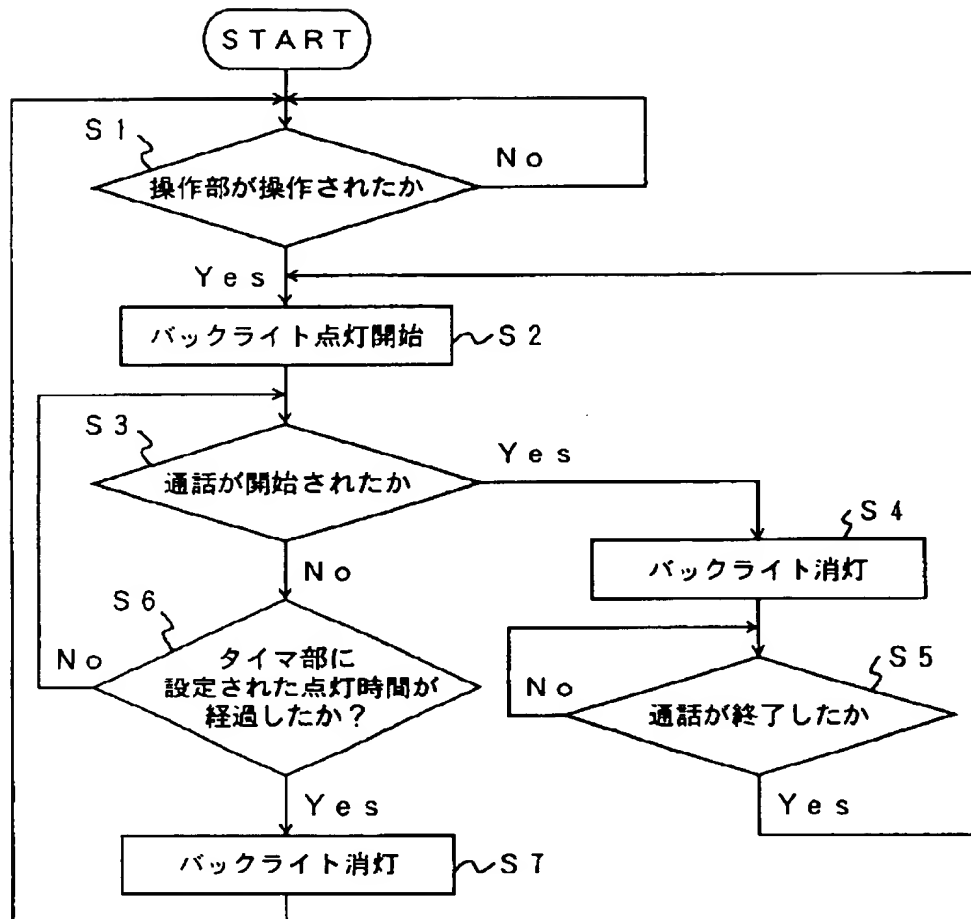 START
S1
No
操作部が操作されたか
Yes
バックライト点灯開始
S2
S3
Yes
通話が開始されたか
S4
No
バックライト消灯
S6
No
タイマ部に
設定された点灯時間が
経過したか?
S5
No
通話が終了したか
Yes
Yes
バックライト消灯
S7